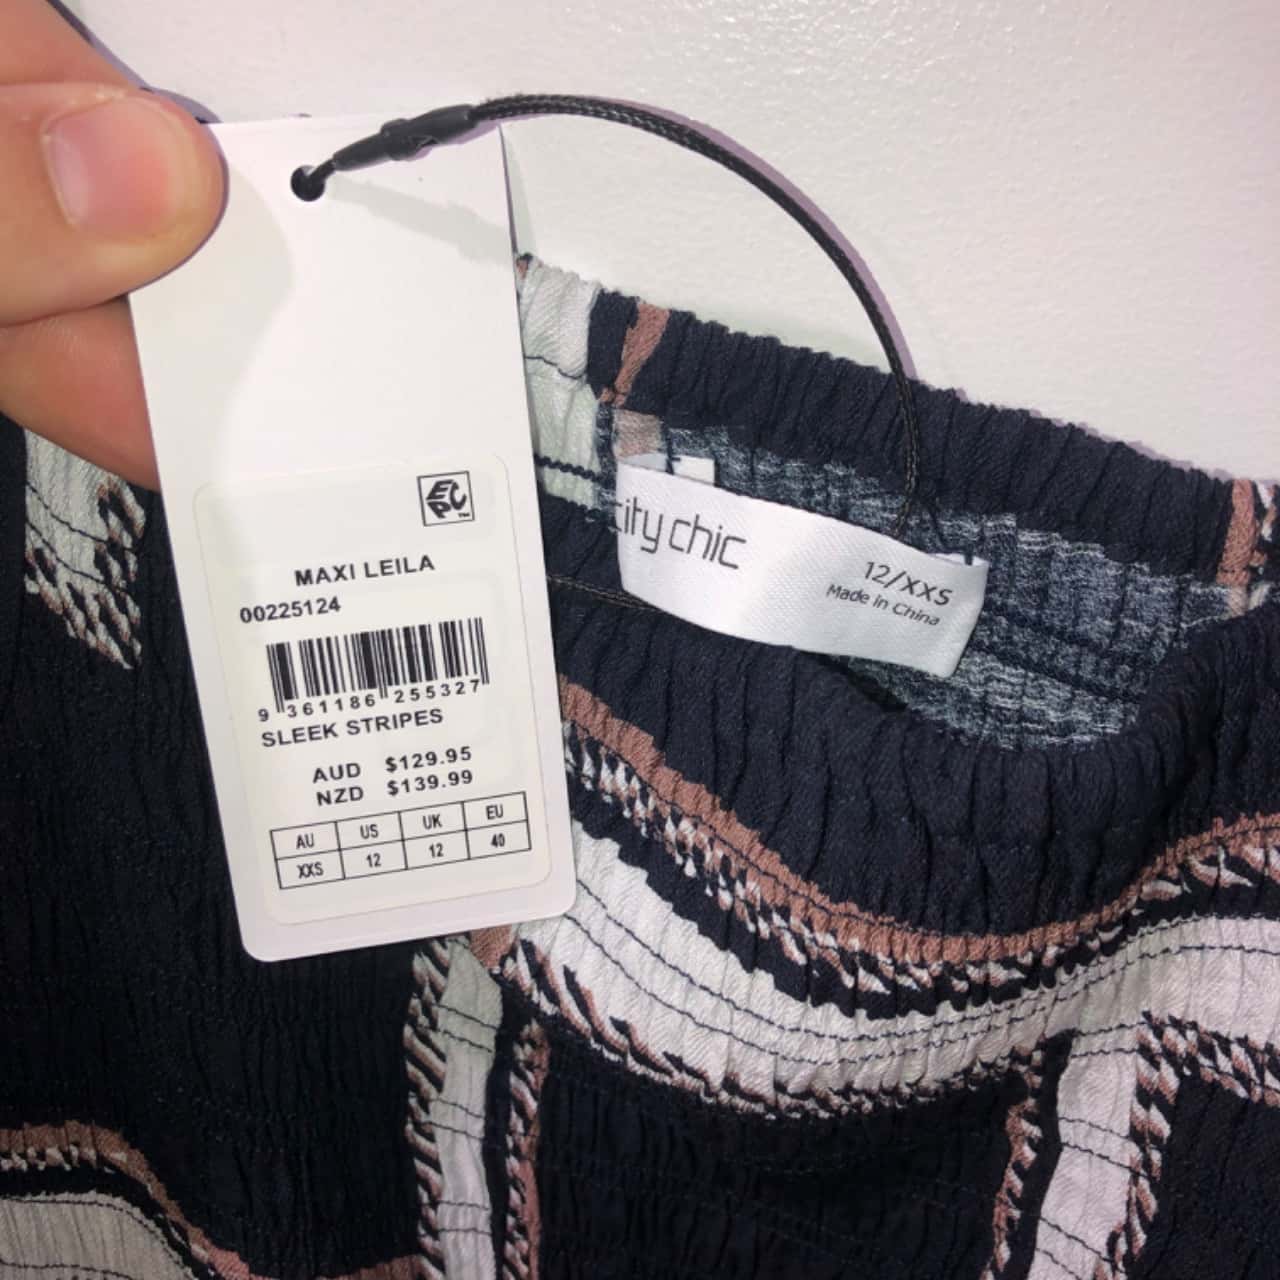 EPC™
MAXI LEILA
00225124
9 361186 255327
SLEEK STRIPES
AUD $129.95
NZD $139.99
AU US UK EU
XXS 12 12 40
city chic
12/XXS
Made in China